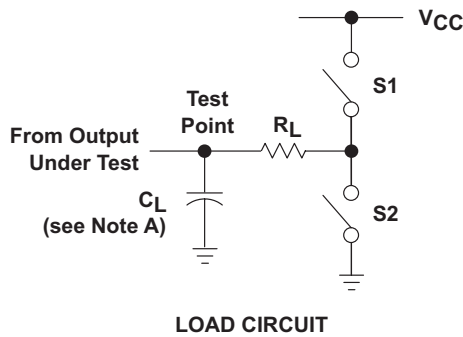 VCC
S1
Test
Point
RL
From Output
Under Test
CL
(see Note A)
S2
LOAD CIRCUIT